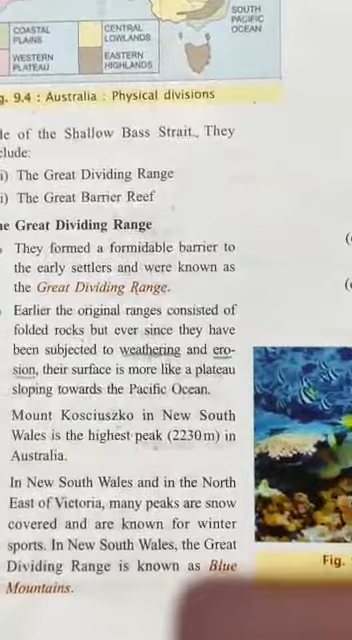 COASTAL
PLAINS
CENTRAL
LOWLANDS
WESTERN
PLATEAU
EASTERN
HIGHLANDS
SOUTH
PACIFIC
OCEAN
9.4 : Australia : Physical divisions
of the Shallow Bass Strait. They
i) The Great Dividing Range
i) The Great Barrier Reef
Great Dividing Range
They formed a formidable barrier to
the early settlers and were known as
the Great Dividing Range.
Earlier the original ranges consisted of
folded rocks but ever since they have
been subjected to weathering and ero-
sion, their surface is more like a plateau
sloping towards the Pacific Ocean.
Mount Kosciuszko in New South
Wales is the highest peak (2230 m) in
Australia.
In New South Wales and in the North
East of Victoria, many peaks are snow
covered and are known for winter
sports. In New South Wales, the Great
Dividing Range is known as Blue
Mountains.
Fig.